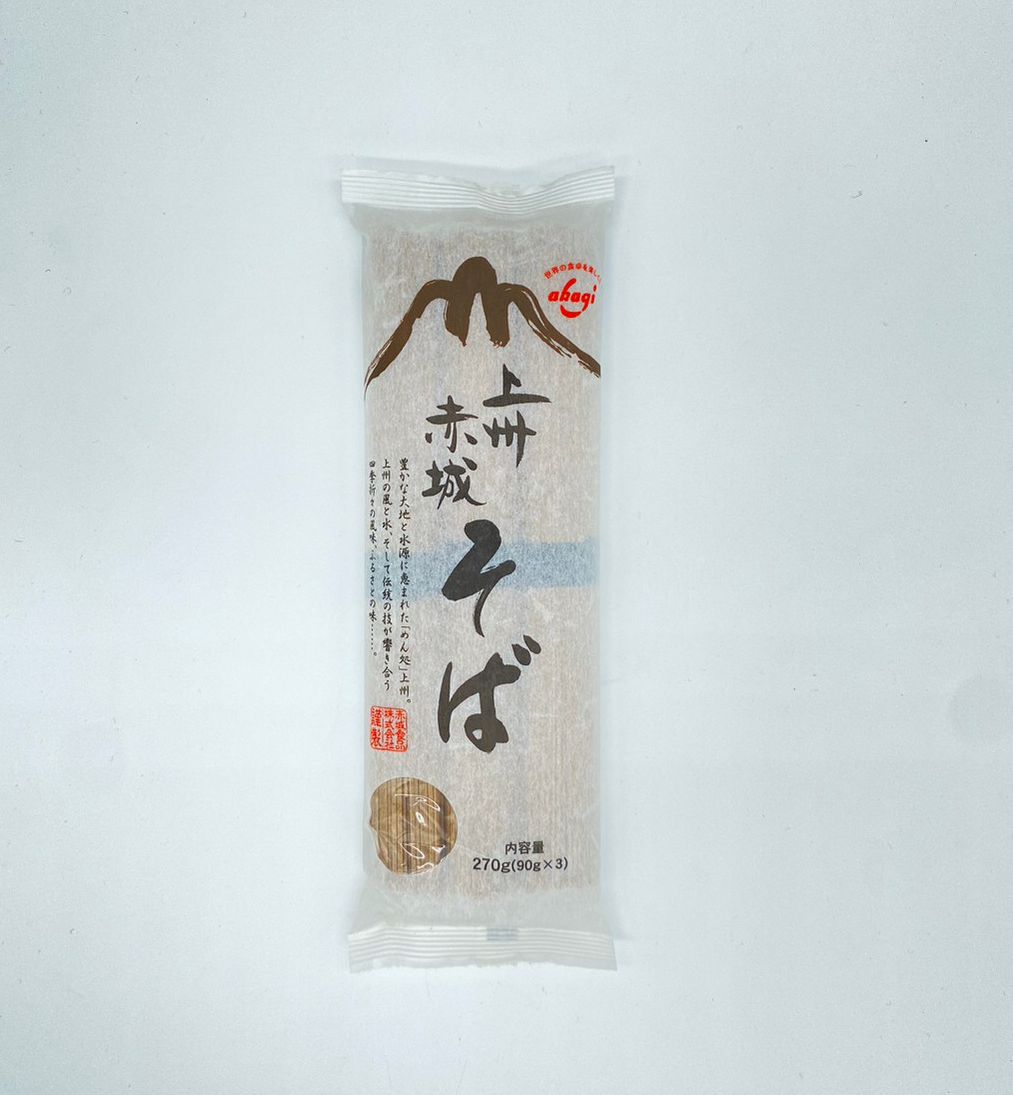 世界の食卓を楽しく
akagi
上州
赤城
そば
豊かな大地と水源に恵まれた「めん処」上州。
上州の風と水、そして伝統の技が響き合う
四季折々の風味、ふるさとの味……。
赤城食品
株式会社
謹製
内容量
270g(90g×3)